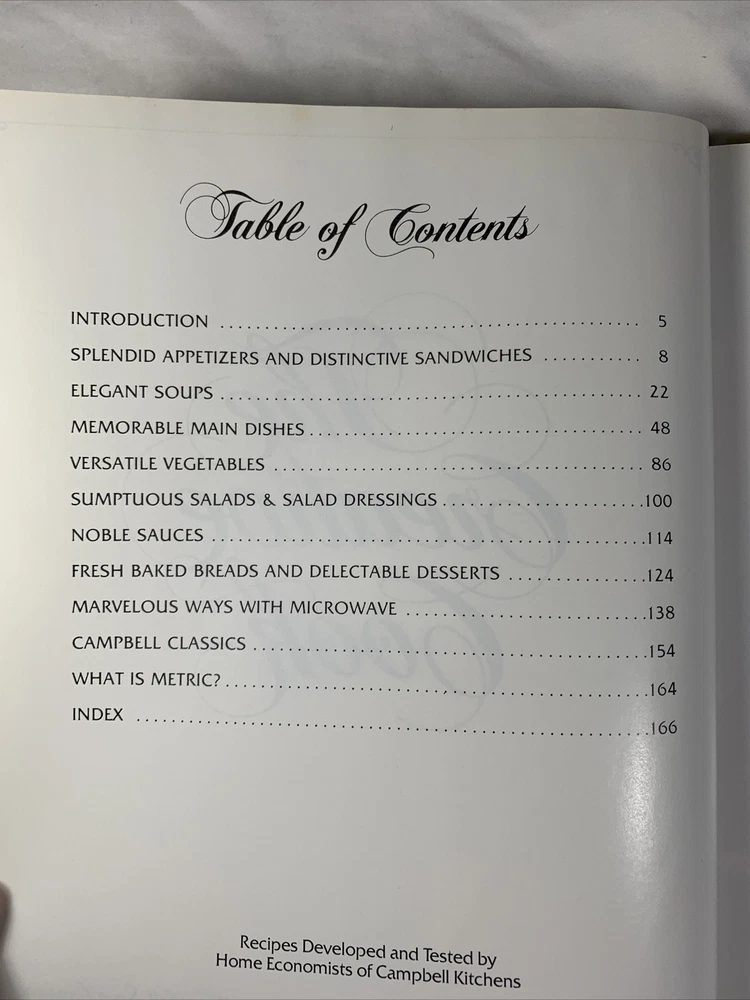 Table of Contents
INTRODUCTION ........................................ 5
SPLENDID APPETIZERS AND DISTINCTIVE SANDWICHES ........... 8
ELEGANT SOUPS ........................................ 22
MEMORABLE MAIN DISHES ............................... 48
VERSATILE VEGETABLES .................................. 86
SUMPTUOUS SALADS & SALAD DRESSINGS ..................... 100
NOBLE SAUCES ......................................... 114
FRESH BAKED BREADS AND DELECTABLE DESSERTS .............. 124
MARVELOUS WAYS WITH MICROWAVE ......................... 138
CAMPBELL CLASSICS ..................................... 154
WHAT IS METRIC? ....................................... 164
INDEX ................................................ 166
Recipes Developed and Tested by
Home Economists of Campbell Kitchens